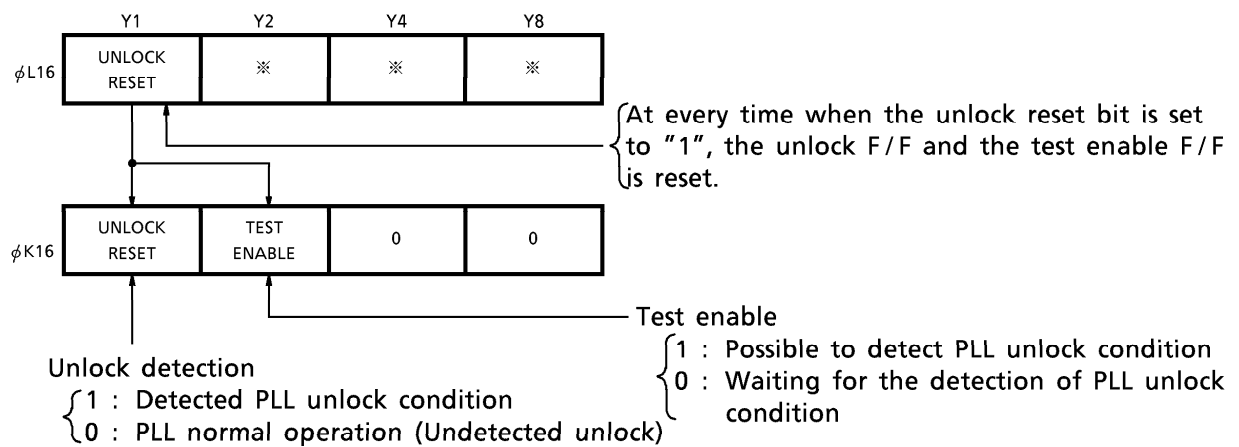 Y1 Y2 Y4 Y8
φL16 UNLOCK RESET ※ ※ ※
At every time when the unlock reset bit is set
to "1", the unlock F/F and the test enable F/F
is reset.
φK16 UNLOCK RESET TEST ENABLE 0 0
Test enable
1 : Possible to detect PLL unlock condition
0 : Waiting for the detection of PLL unlock
condition
Unlock detection
1 : Detected PLL unlock condition
0 : PLL normal operation (Undetected unlock)